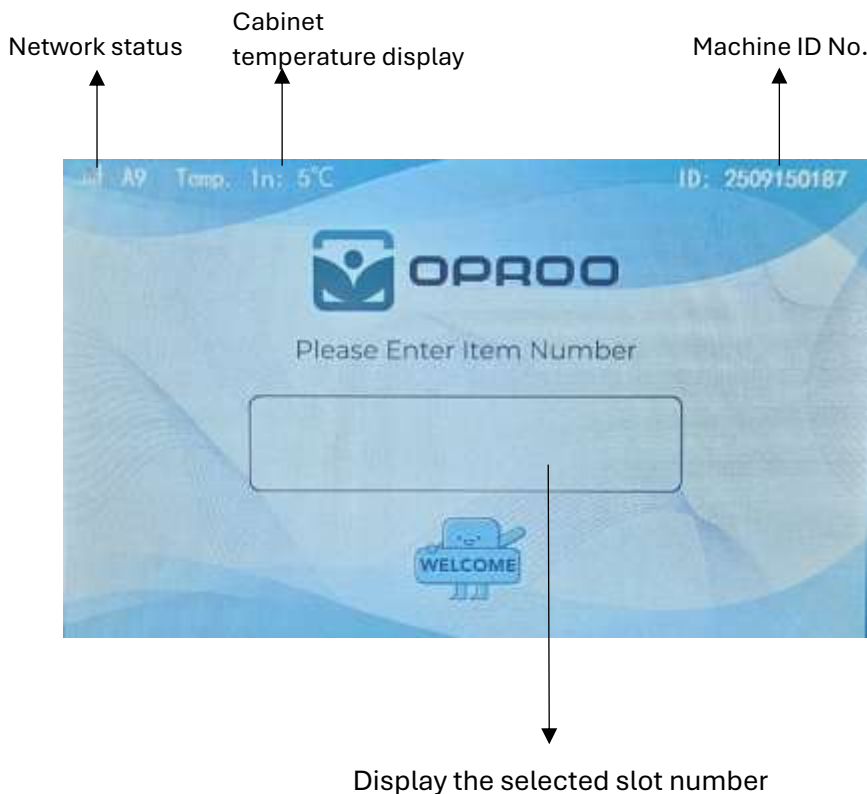 Cabinet
Network status
temperature display
Machine ID No.
A9 Temp. In: 5℃
ID: 2509150187
OPROO
Please Enter Item Number
WELCOME
Display the selected slot number